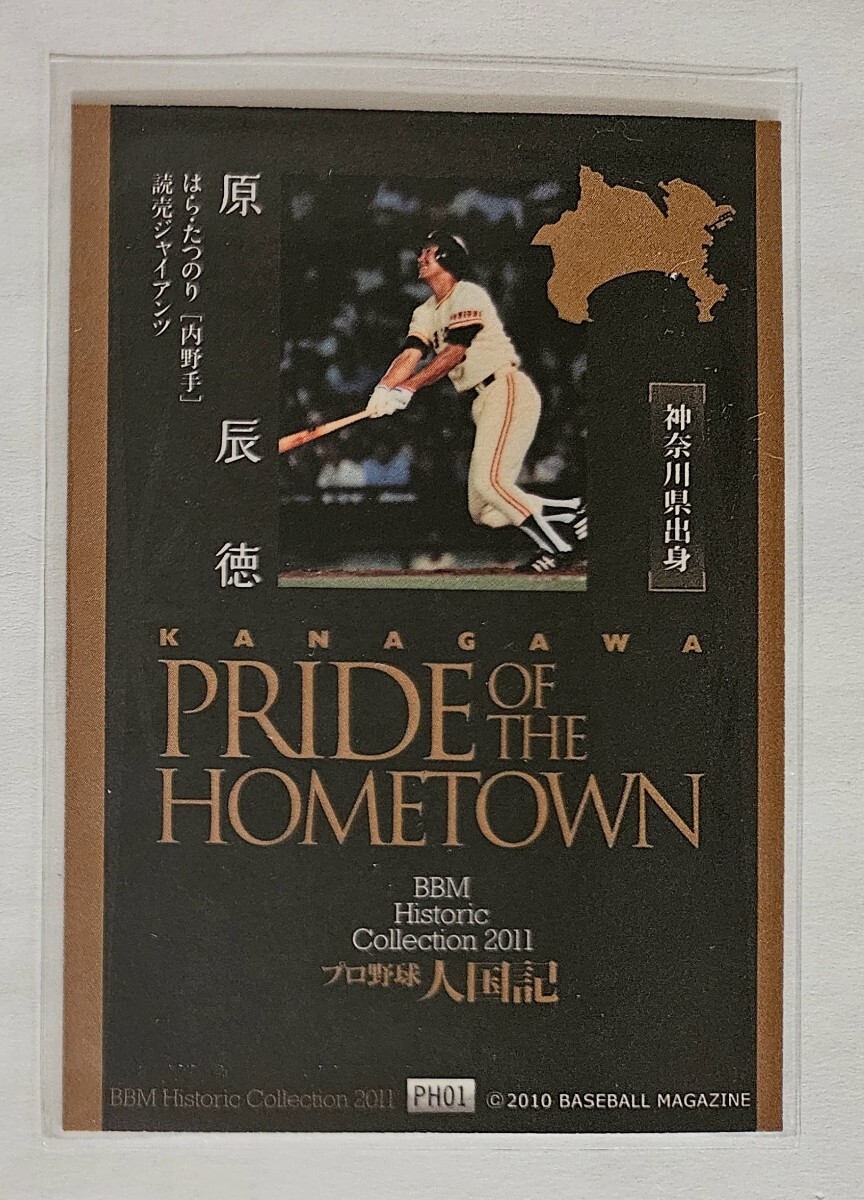 原 辰 徳
はら・たつのり [内野手]
読売ジャイアンツ
神奈川県出身
KANAGAWA
PRIDE OF THE
HOMETOWN
BBM
Historic
Collection 2011
プロ野球人国記
BBM Historic Collection 2011 PH01 ©2010 BASEBALL MAGAZINE